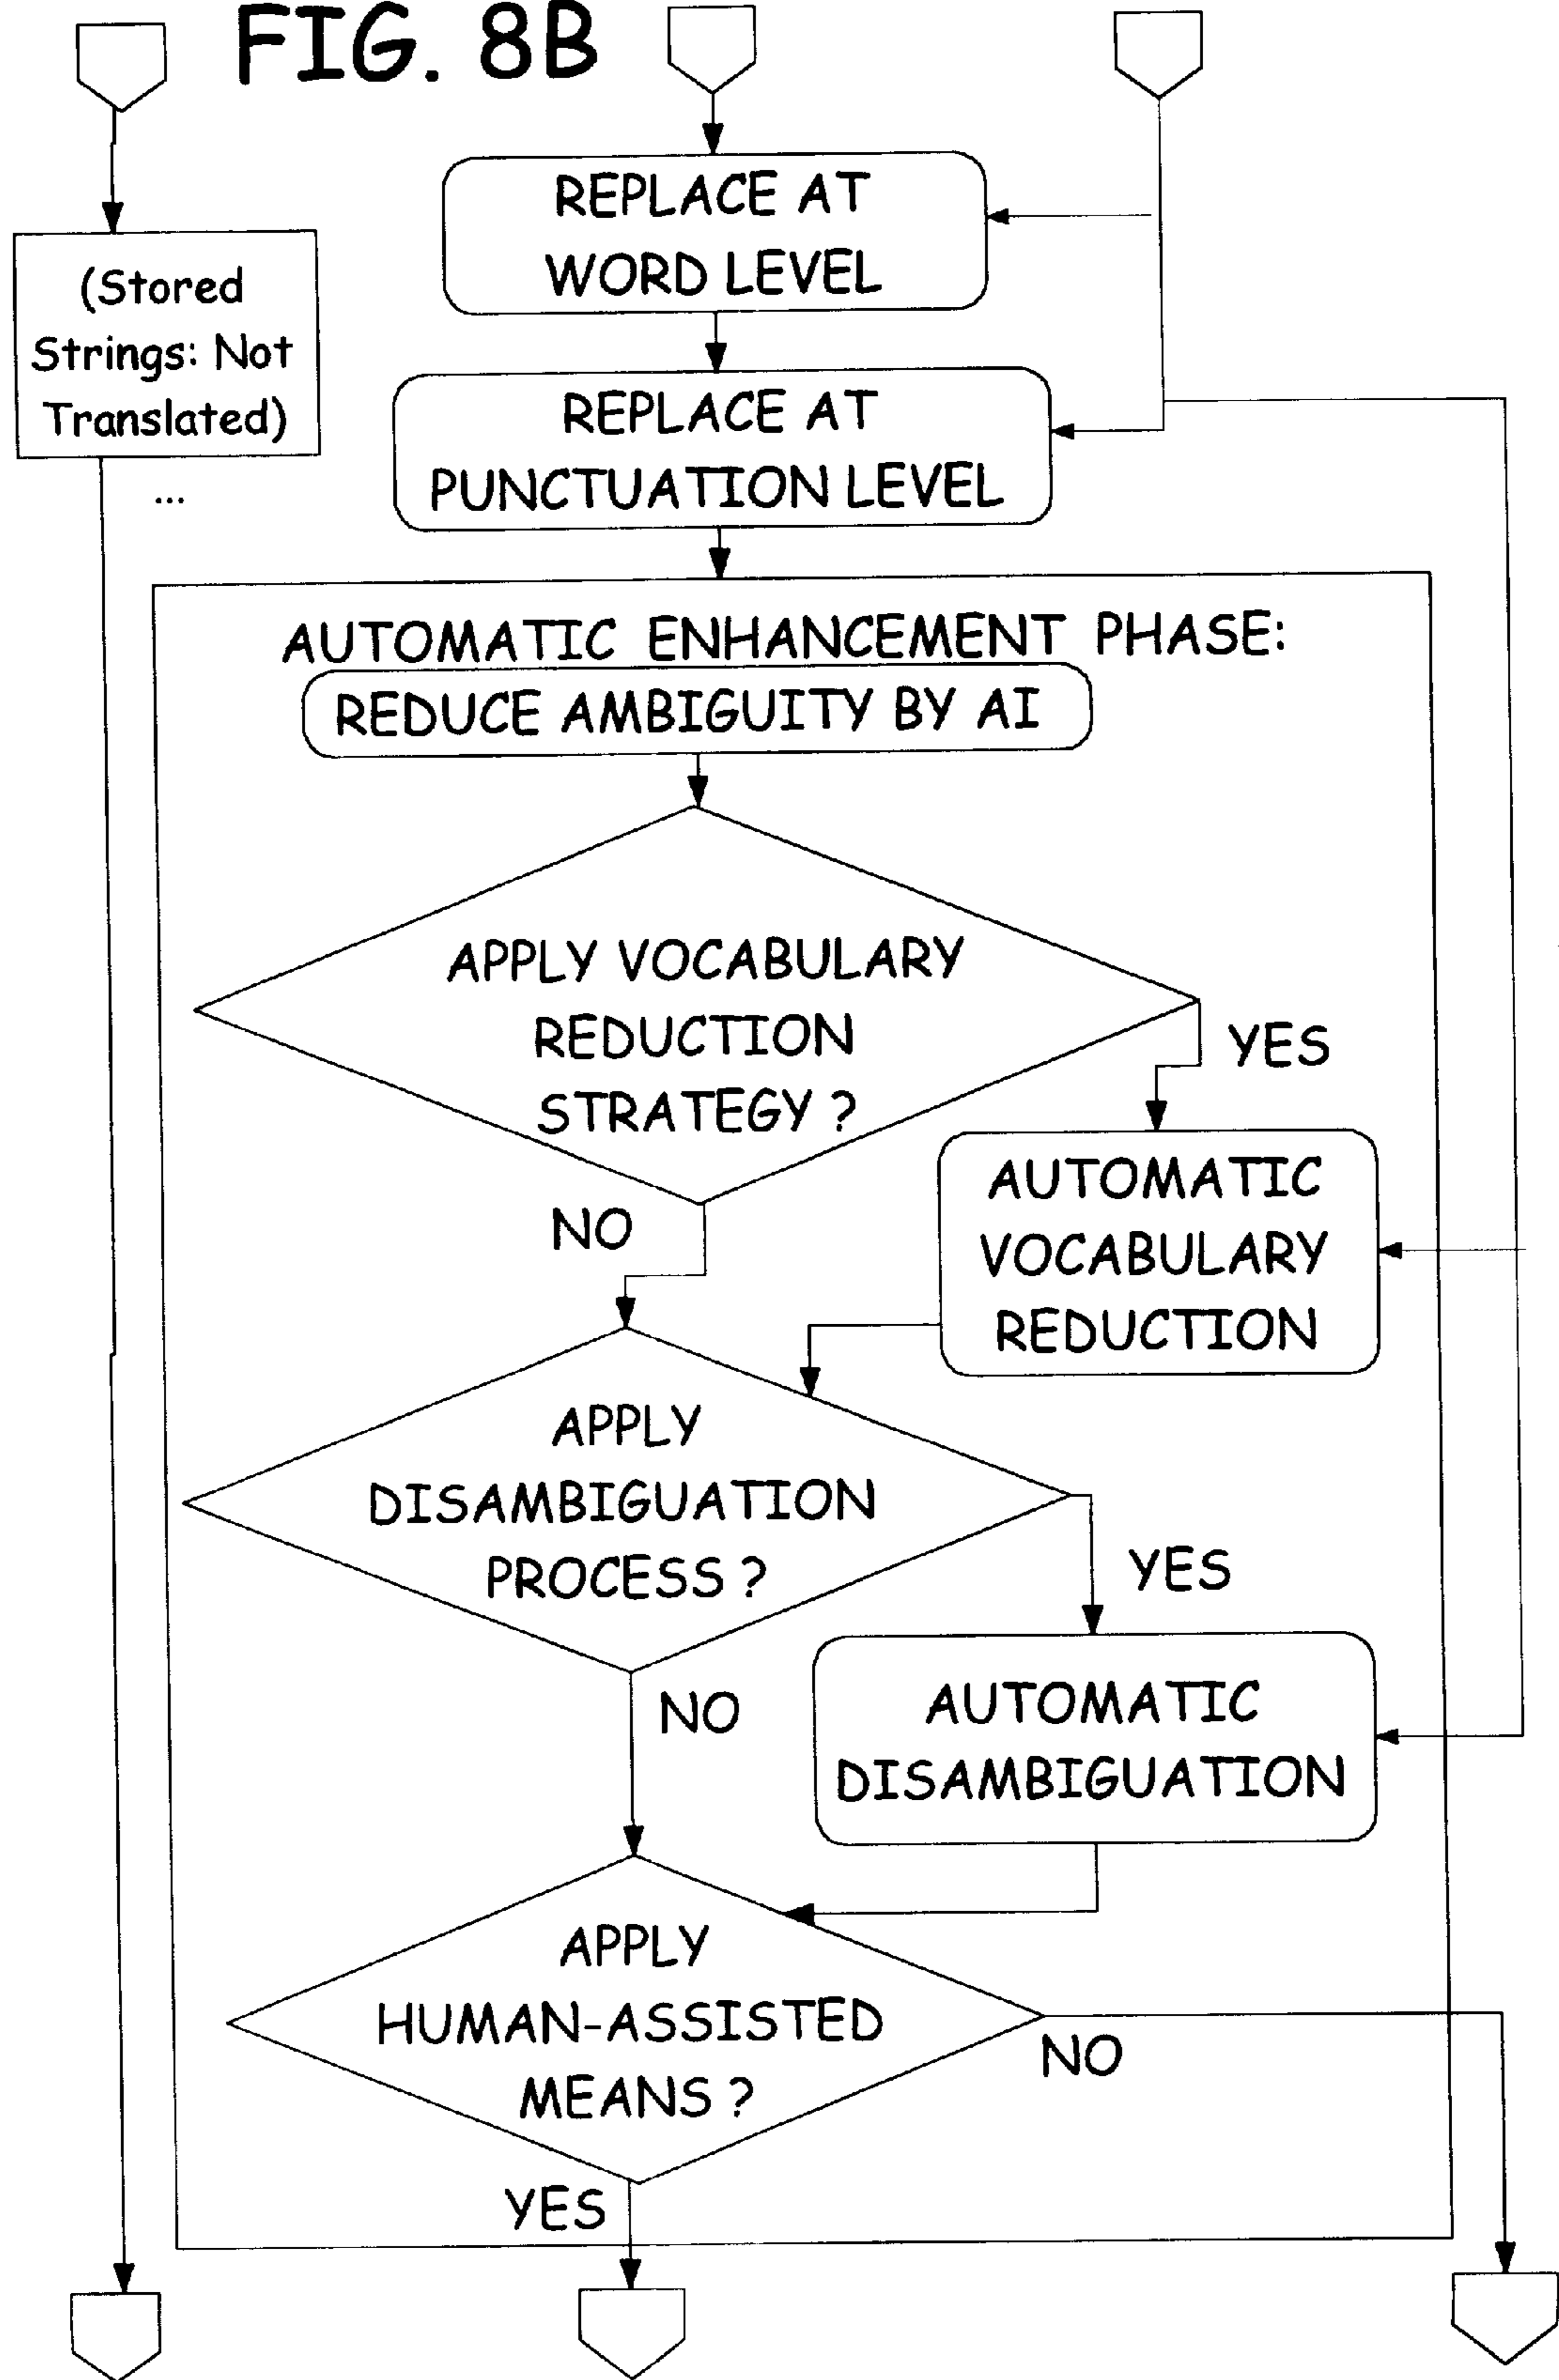 FIG. 8B
REPLACE AT
WORD LEVEL
(Stored
Strings: Not
Translated)
...
REPLACE AT
PUNCTUATION LEVEL
AUTOMATIC ENHANCEMENT PHASE:
REDUCE AMBIGUITY BY AI
APPLY VOCABULARY
REDUCTION
STRATEGY ?
YES
NO
AUTOMATIC
VOCABULARY
REDUCTION
APPLY
DISAMBIGUATION
PROCESS ?
YES
NO
AUTOMATIC
DISAMBIGUATION
APPLY
HUMAN-ASSISTED
MEANS ?
NO
YES